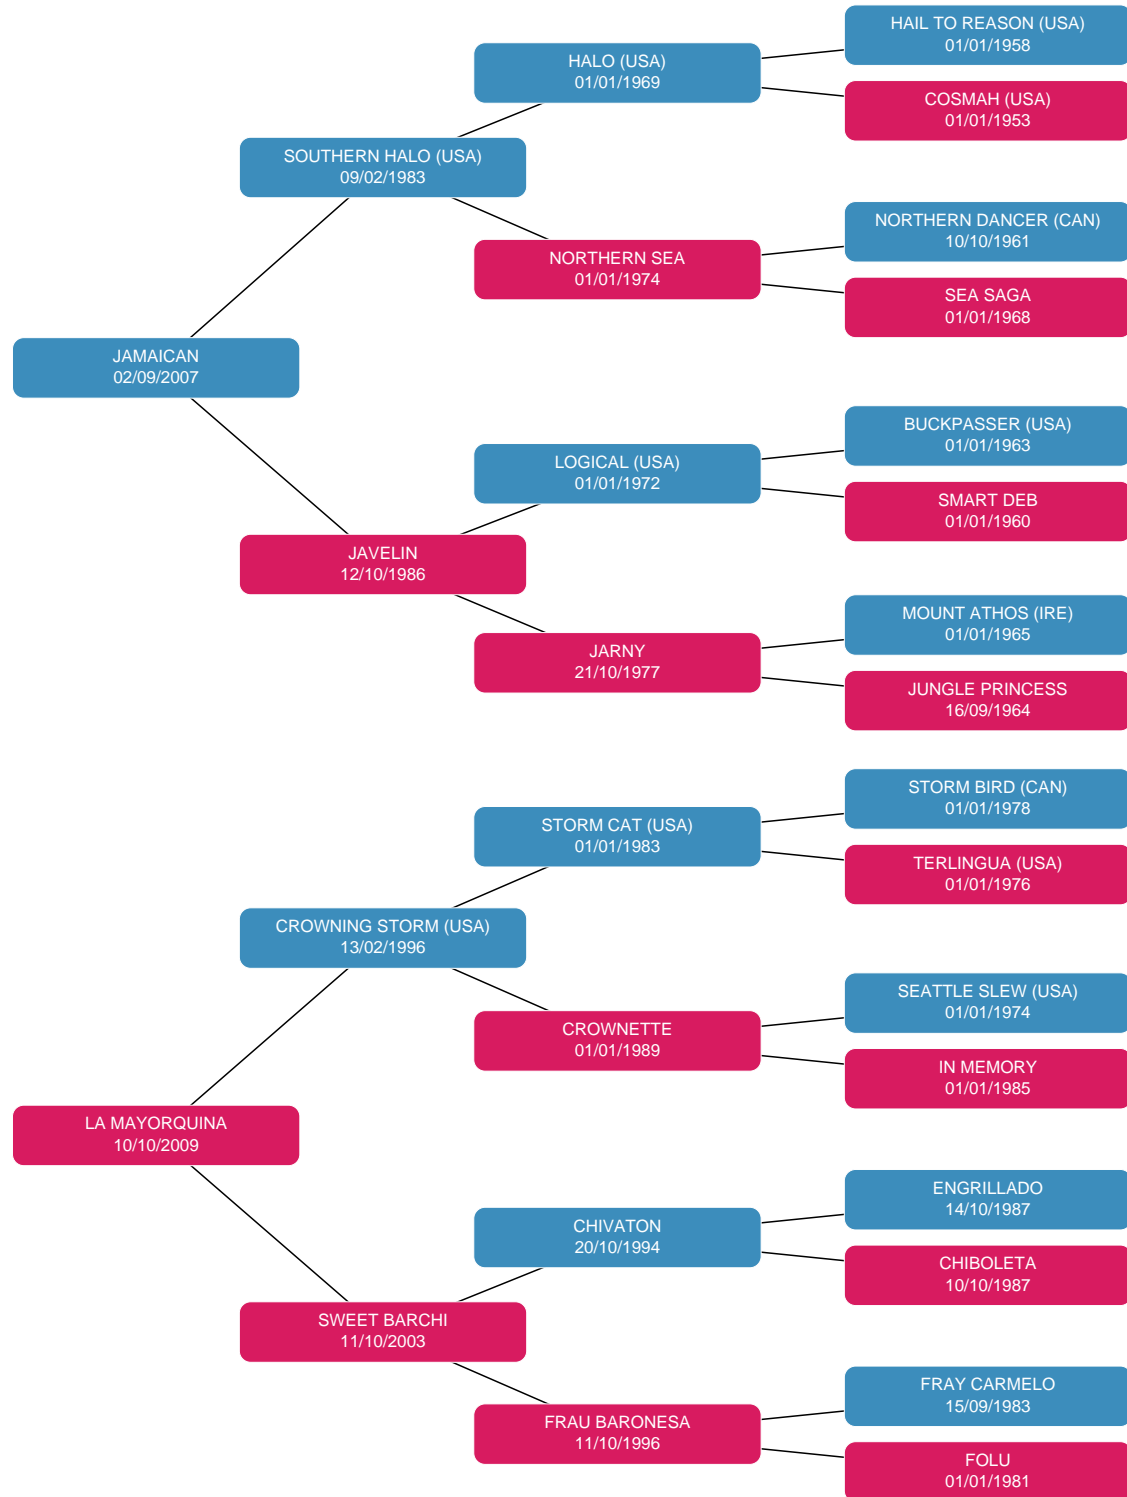 HAIL TO REASON (USA)
01/01/1958
HALO (USA)
01/01/1969
COSMAH (USA)
01/01/1953
SOUTHERN HALO (USA)
09/02/1983
NORTHERN DANCER (CAN)
10/10/1961
NORTHERN SEA
01/01/1974
SEA SAGA
01/01/1968
JAMAICAN
02/09/2007
BUCKPASSER (USA)
01/01/1963
LOGICAL (USA)
01/01/1972
SMART DEB
01/01/1960
JAVELIN
12/10/1986
MOUNT ATHOS (IRE)
01/01/1965
JARNY
21/10/1977
JUNGLE PRINCESS
16/09/1964
STORM BIRD (CAN)
01/01/1978
STORM CAT (USA)
01/01/1983
TERLINGUA (USA)
01/01/1976
CROWNING STORM (USA)
13/02/1996
SEATTLE SLEW (USA)
01/01/1974
CROWNETTE
01/01/1989
IN MEMORY
01/01/1985
LA MAYORQUINA
10/10/2009
ENGRILLADO
14/10/1987
CHIVATON
20/10/1994
CHIBOLETA
10/10/1987
SWEET BARCHI
11/10/2003
FRAY CARMELO
15/09/1983
FRAU BARONESA
11/10/1996
FOLU
01/01/1981